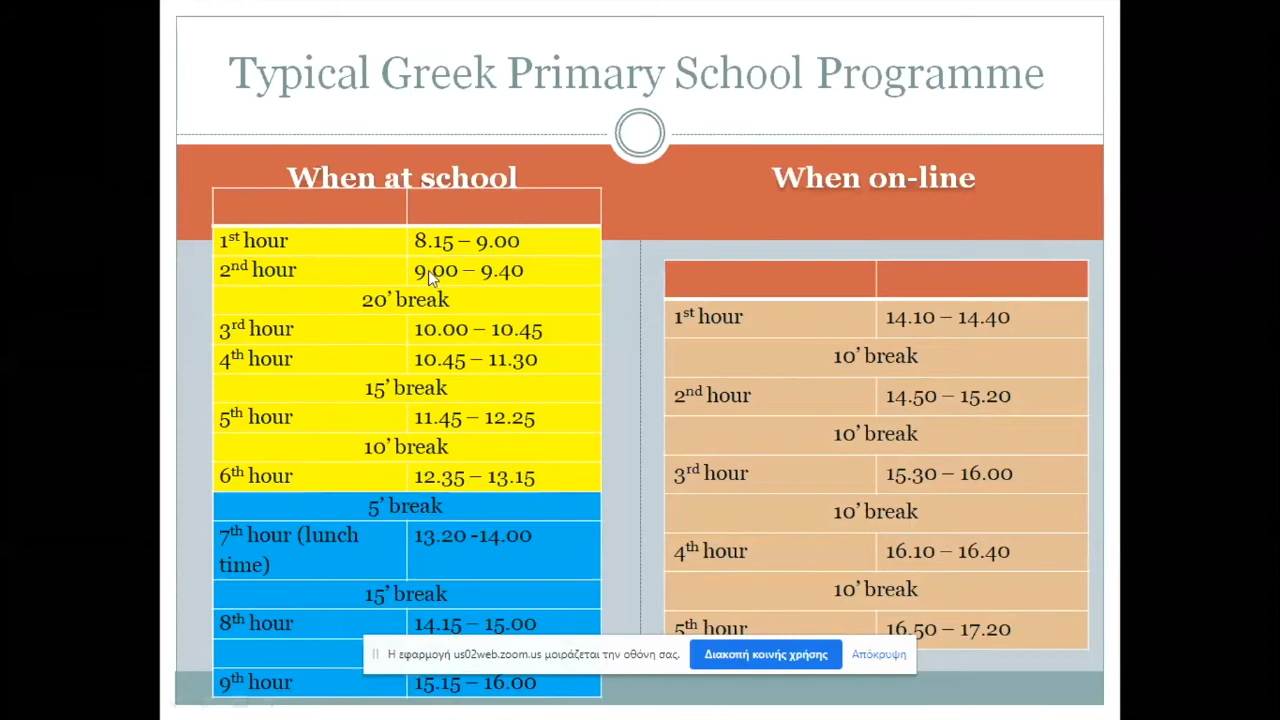 Typical Greek Primary School Programme
When at school
1st hour 8.15 – 9.00
2nd hour 9.00 – 9.40
20’ break
3rd hour 10.00 – 10.45
4th hour 10.45 – 11.30
15’ break
5th hour 11.45 – 12.25
10’ break
6th hour 12.35 – 13.15
5’ break
7th hour (lunch
time) 13.20 -14.00
15’ break
8th hour 14.15 – 15.00
9th hour 15.15 – 16.00
When on-line
1st hour 14.10 – 14.40
10’ break
2nd hour 14.50 – 15.20
10’ break
3rd hour 15.30 – 16.00
10’ break
4th hour 16.10 – 16.40
10’ break
5th hour 16.50 – 17.20
Η εφαρμογή us02web.zoom.us μοιράζεται την οθόνη σας. Διακοπή κοινής χρήσης Απόκρυψη